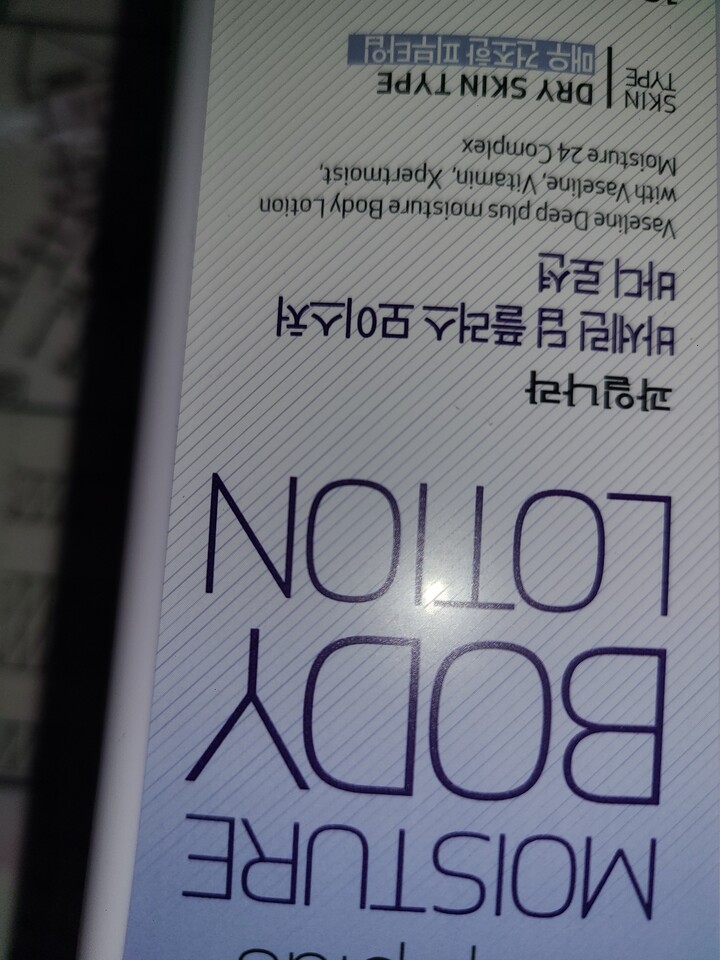 MOISTURE
BODY
LOTION
과일나라
바세린 딥 플러스 모이스처
바디 로션
Vaseline Deep plus moisture Body Lotion
with Vaseline, Vitamin, Xpertmoist,
Moisture 24 Complex
SKIN TYPE
DRY SKIN TYPE
매우 건조한 피부타입